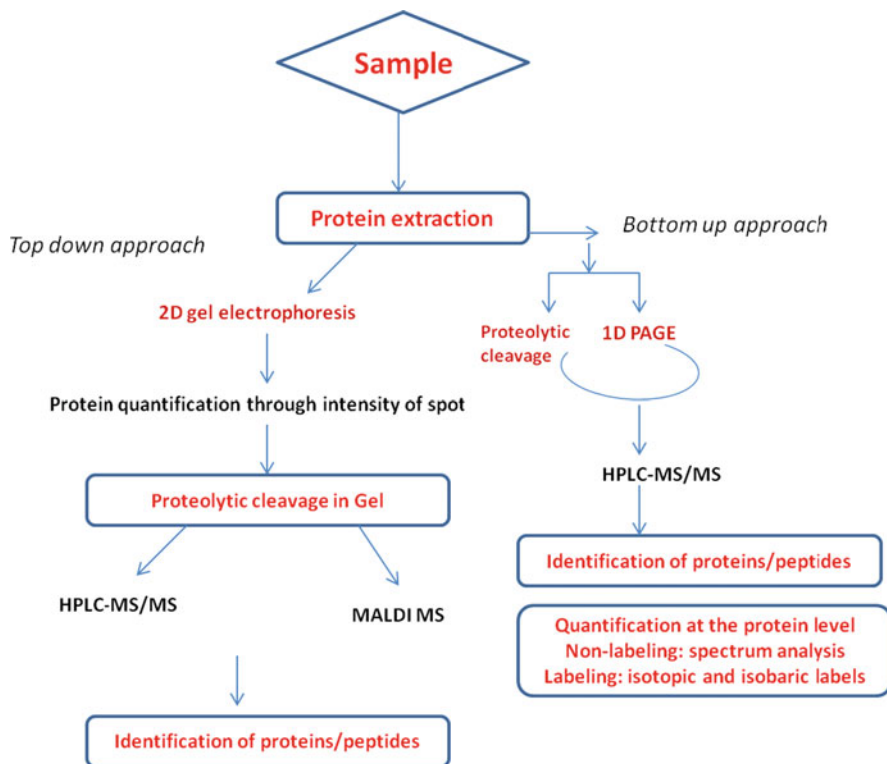 Sample
Protein extraction
Top down approach
Bottom up approach
2D gel electrophoresis
Proteolytic
cleavage
1D PAGE
Protein quantification through intensity of spot
HPLC-MS/MS
Proteolytic cleavage in Gel
Identification of proteins/peptides
HPLC-MS/MS
MALDI MS
Quantification at the protein level
Non-labeling: spectrum analysis
Labeling: isotopic and isobaric labels
Identification of proteins/peptides